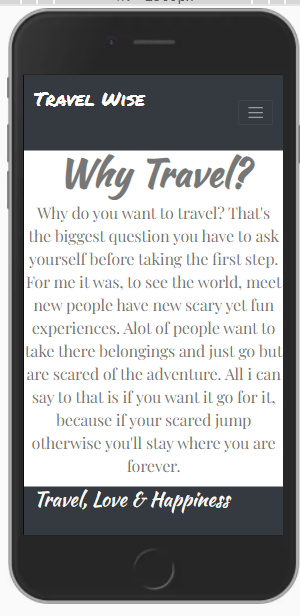 Travel Wise
Why Travel?
Why do you want to travel? That's
the biggest question you have to ask
yourself before taking the first step.
For me it was, to see the world, meet
new people have new scary yet fun
experiences. Alot of people want to
take there belongings and just go but
are scared of the adventure. All i can
say to that is if you want it go for it,
because if your scared jump
otherwise you'll stay where you are
forever.
Travel, Love & Happiness